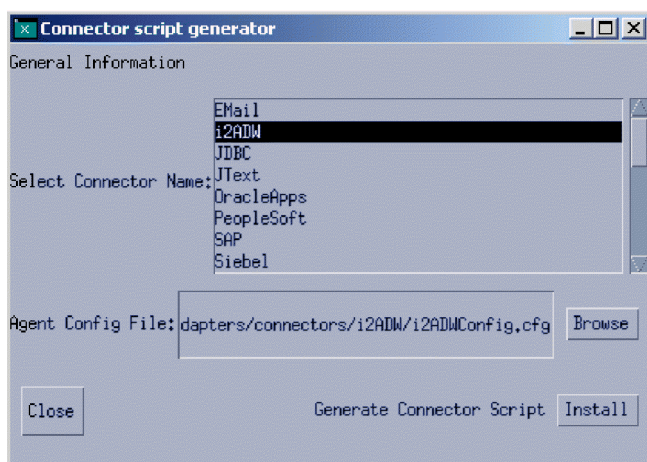 Connector script generator
General Information
EMail
i2ADW
JDBC
Select Connector Name: JText
OracleApps
PeopleSoft
SAP
Siebel
Agent Config File: dapters/connectors/i2ADW/i2ADWConfig.cfg Browse
Close Generate Connector Script Install